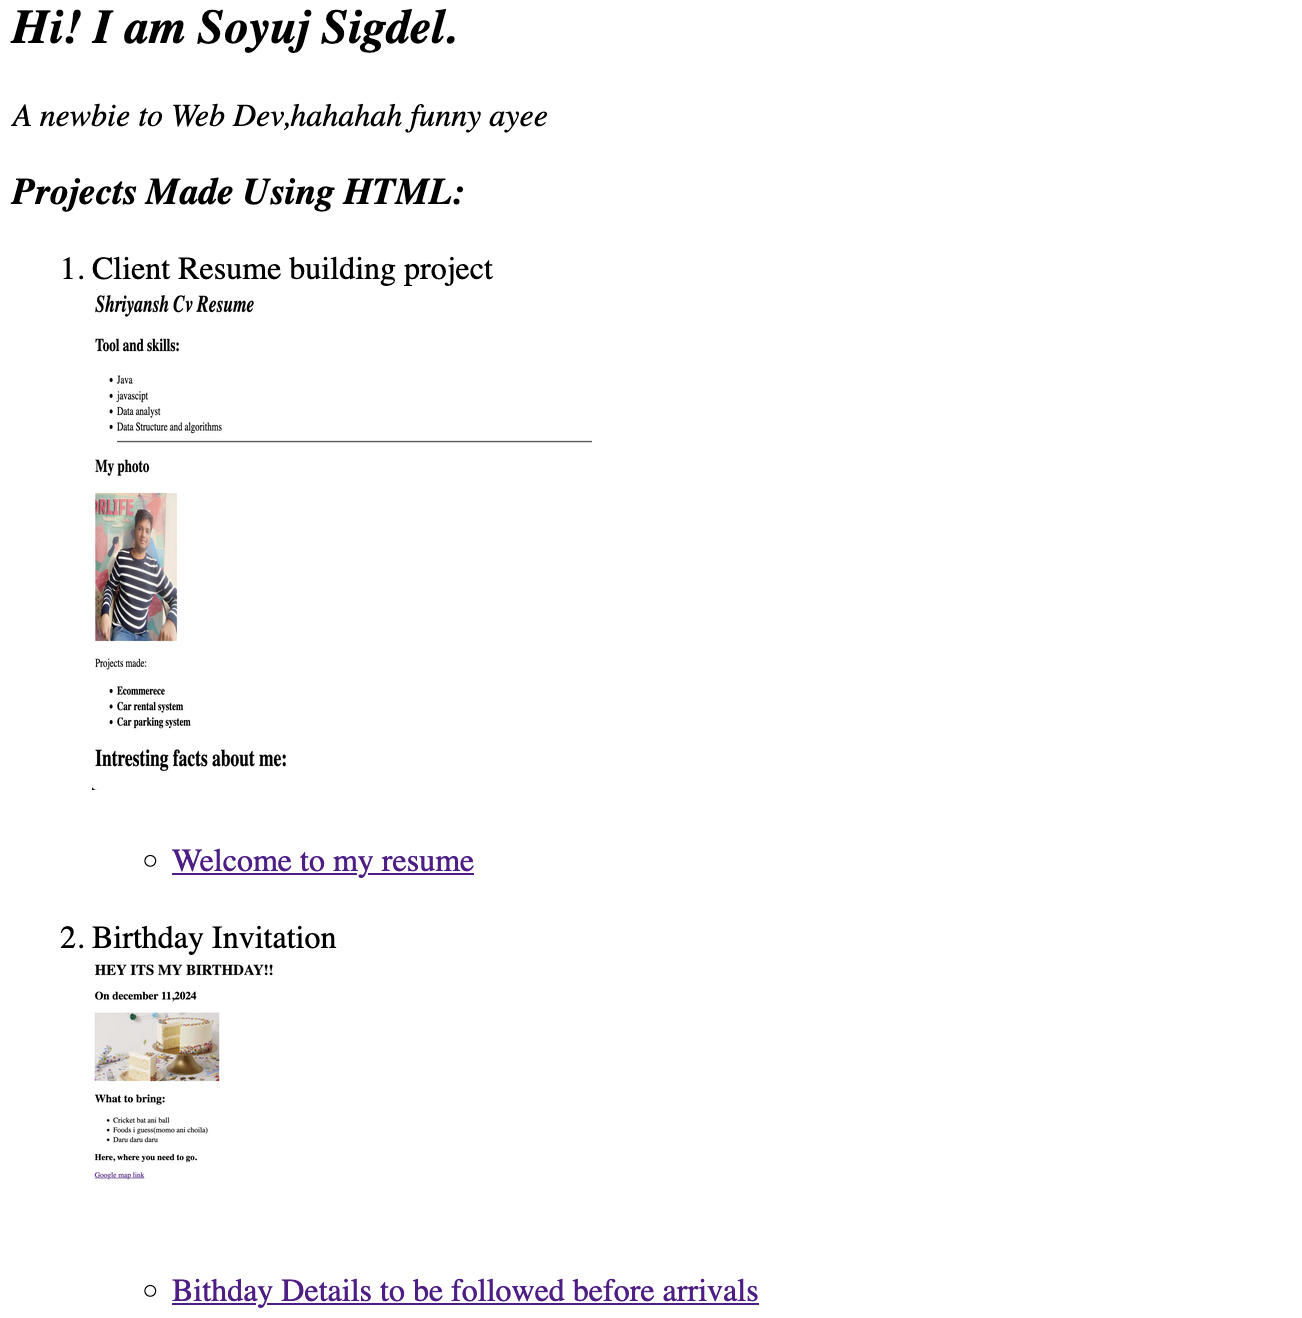 Hi! I am Soyuj Sigdel.
A newbie to Web Dev,hahahah funny ayee
Projects Made Using HTML:
1. Client Resume building project
Shriyansh Cv Resume
Tool and skills:
• Java
• javascipt
• Data analyst
• Data Structure and algorithms
My photo
RLIFE
Projects made:
• Ecommerece
• Car rental system
• Car parking system
Intresting facts about me:
○ Welcome to my resume
2. Birthday Invitation
HEY ITS MY BIRTHDAY!!
On december 11,2024
What to bring:
• Cricket bat ani ball
• Foods i guess(momo ani choila)
• Daru daru daru
Here, where you need to go.
Google map link
○ Bithday Details to be followed before arrivals